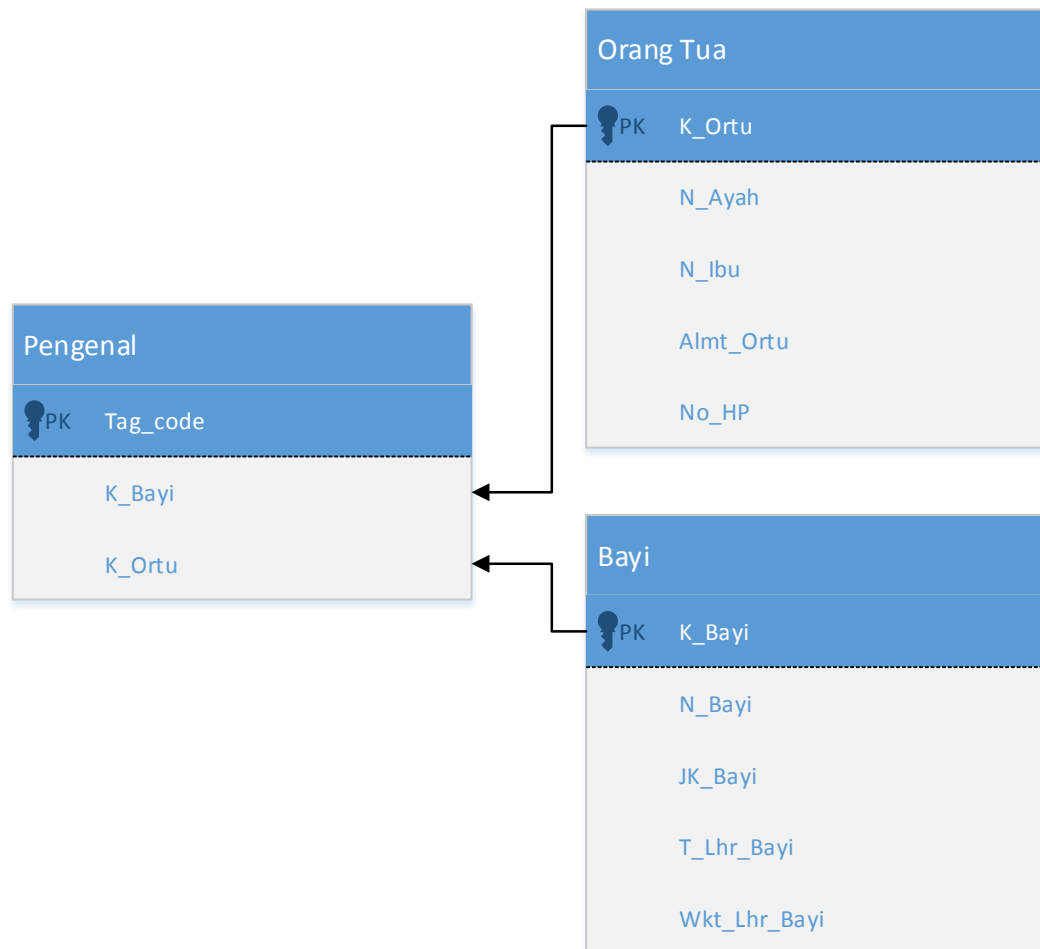 Orang Tua
PK K_Ortu
N_Ayah
N_Ibu
Almt_Ortu
No_HP
Pengenal
PK Tag_code
K_Bayi
K_Ortu
Bayi
PK K_Bayi
N_Bayi
JK_Bayi
T_Lhr_Bayi
Wkt_Lhr_Bayi